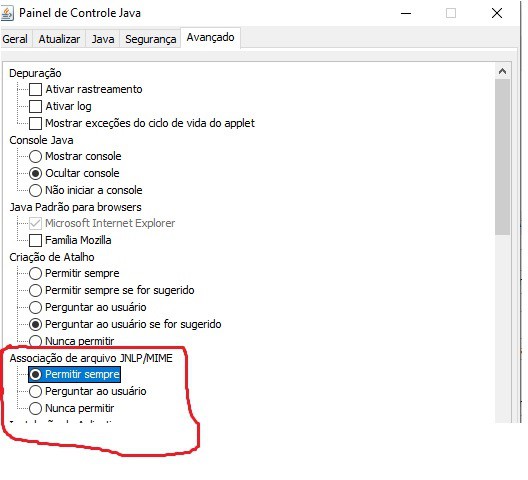 Painel de Controle Java
Geral Atualizar Java Segurança Avançado
Depuração
Ativar rastreamento
Ativar log
Mostrar exceções do ciclo de vida do applet
Console Java
Mostrar console
Ocultar console
Não iniciar a console
Java Padrão para browsers
Microsoft Internet Explorer
Família Mozilla
Criação de Atalho
Permitir sempre
Permitir sempre se for sugerido
Perguntar ao usuário
Perguntar ao usuário se for sugerido
Nunca permitir
Associação de arquivo JNLP/MIME
Permitir sempre
Perguntar ao usuário
Nunca permitir